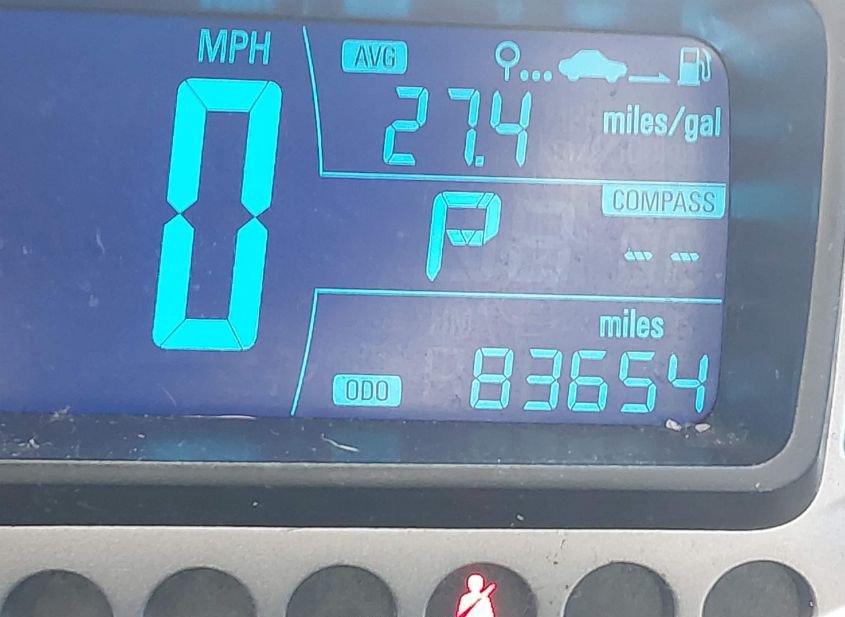 MPH
0
AVG
27.4 miles/gal
P
COMPASS
--
miles
ODO 83654